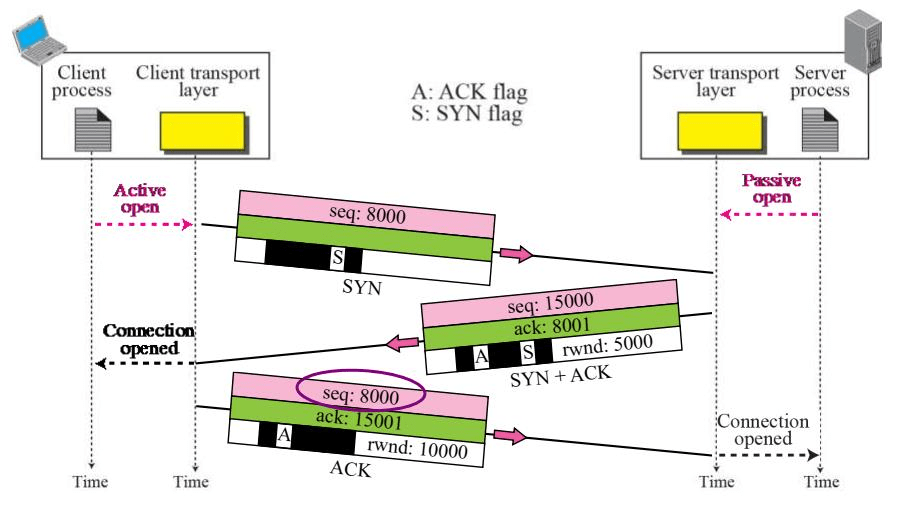 Client
process
Client transport
layer
A: ACK flag
S: SYN flag
Server transport
layer
Server
process
Active
open
Passive
open
seq: 8000
S
SYN
seq: 15000
ack: 8001
A
S
rwnd: 5000
SYN + ACK
Connection
opened
seq: 8000
ack: 15001
A
rwnd: 10000
ACK
Connection
opened
Time
Time
Time
Time